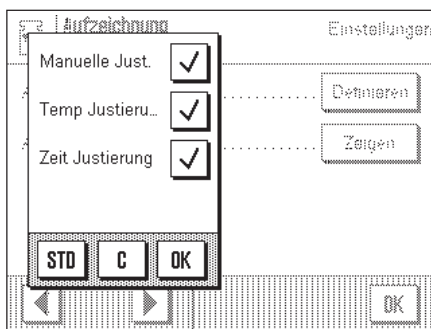 Aufzeichnung
Einstellungen
Manuelle Just.
Temp Justieru...
Zeit Justierung
Definieren
Zeigen
STD C OK
OK